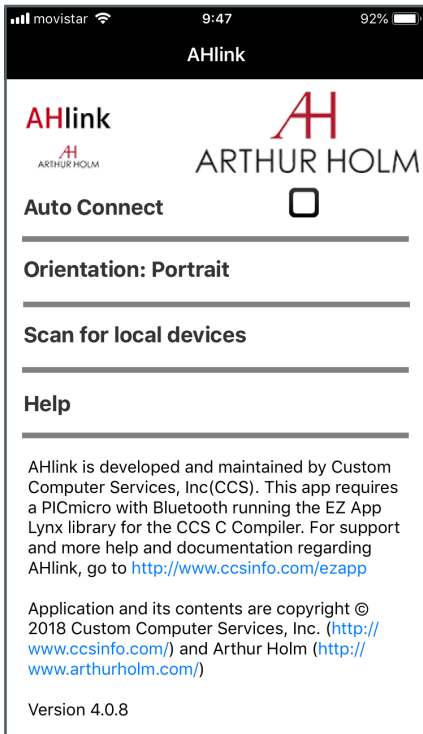 movistar 9:47 92%
AHlink
AHlink
AH
ARTHUR HOLM
AH
ARTHUR HOLM
Auto Connect
Orientation: Portrait
Scan for local devices
Help
AHlink is developed and maintained by Custom
Computer Services, Inc(CCS). This app requires
a PICmicro with Bluetooth running the EZ App
Lynx library for the CCS C Compiler. For support
and more help and documentation regarding
AHlink, go to http://www.ccsinfo.com/ezapp
Application and its contents are copyright ©
2018 Custom Computer Services, Inc. (http://
www.ccsinfo.com/) and Arthur Holm (http://
www.arthurholm.com/)
Version 4.0.8